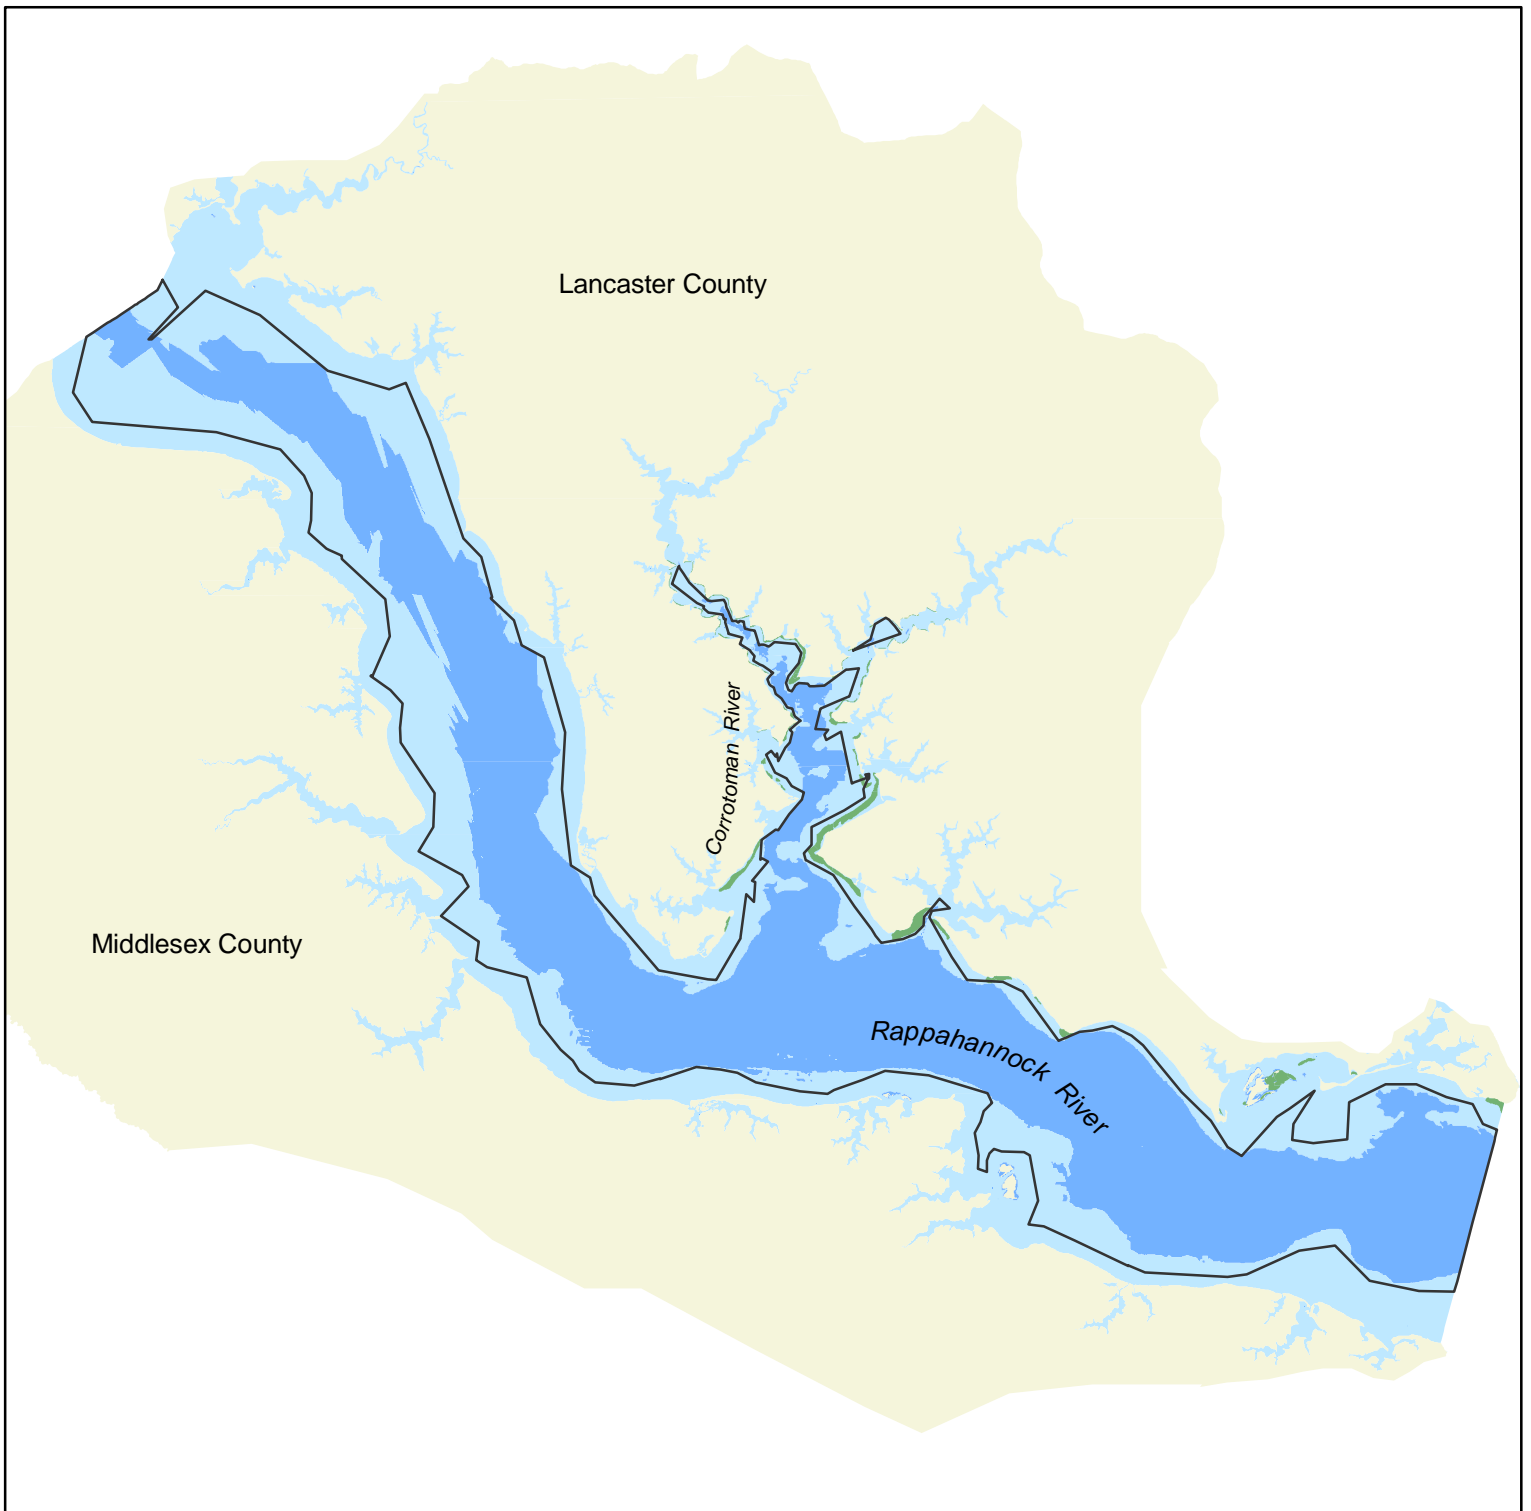 Lancaster County
Corrotoman River
Middlesex County
Rappahannock River